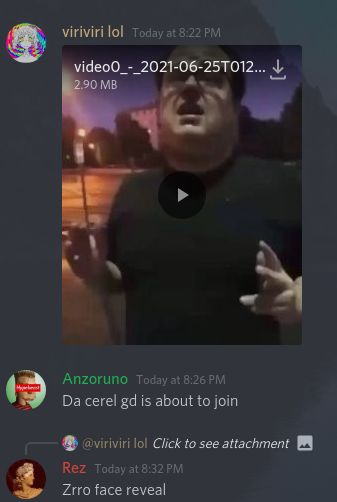 viriviri lol Today at 8:22 PM
video0_-_2021-06-25T012...
2.90 MB
Anzoruno Today at 8:26 PM
Hypebeast
Da cerel gd is about to join
@viriviri lol Click to see attachment
Rez Today at 8:32 PM
Zrro face reveal